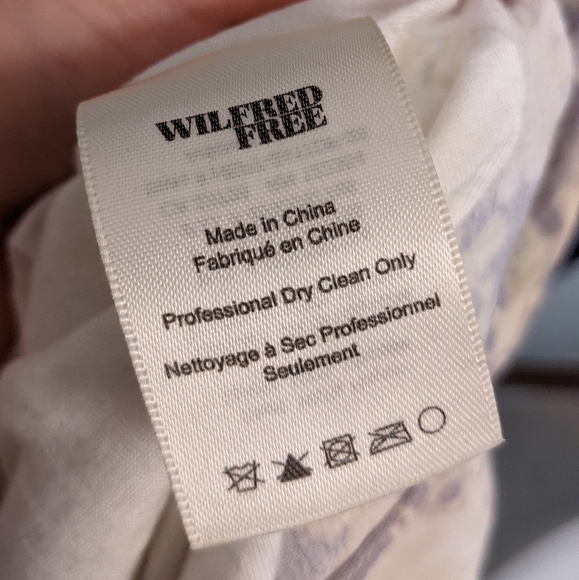 WILFRED
FREE
Made in China
Fabriqué en Chine
Professional Dry Clean Only
Nettoyage à Sec Professionnel
Seulement